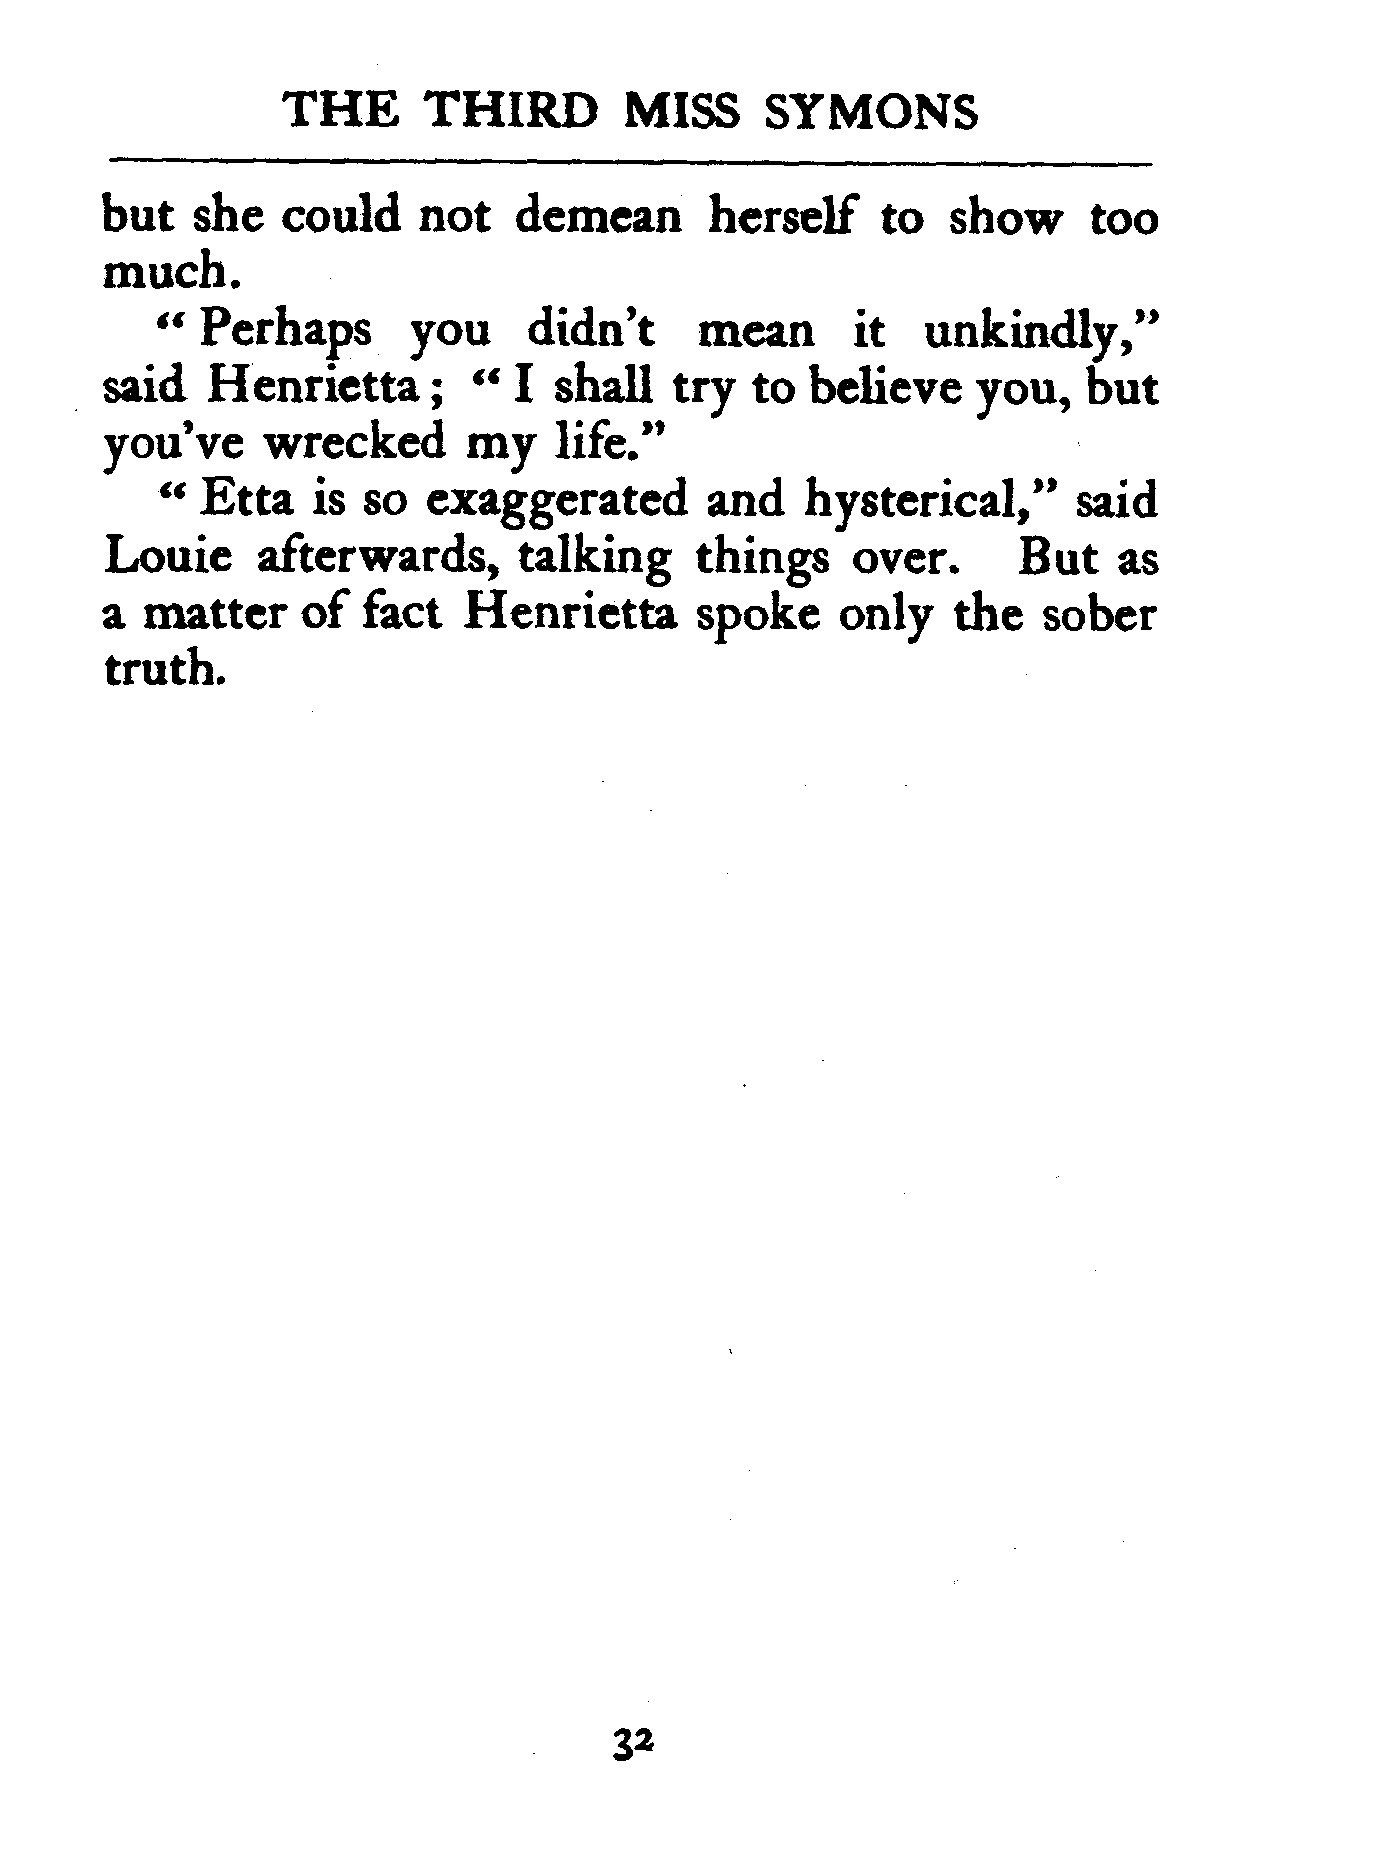 THE THIRD MISS SYMONS
but she could not demean herself to show too
much.
“ Perhaps you didn’t mean it unkindly,”
said Henrietta ; “ I shall try to believe you, but
you’ve wrecked my life.”
“ Etta is so exaggerated and hysterical,” said
Louie afterwards, talking things over. But as
a matter of fact Henrietta spoke only the sober
truth.
32